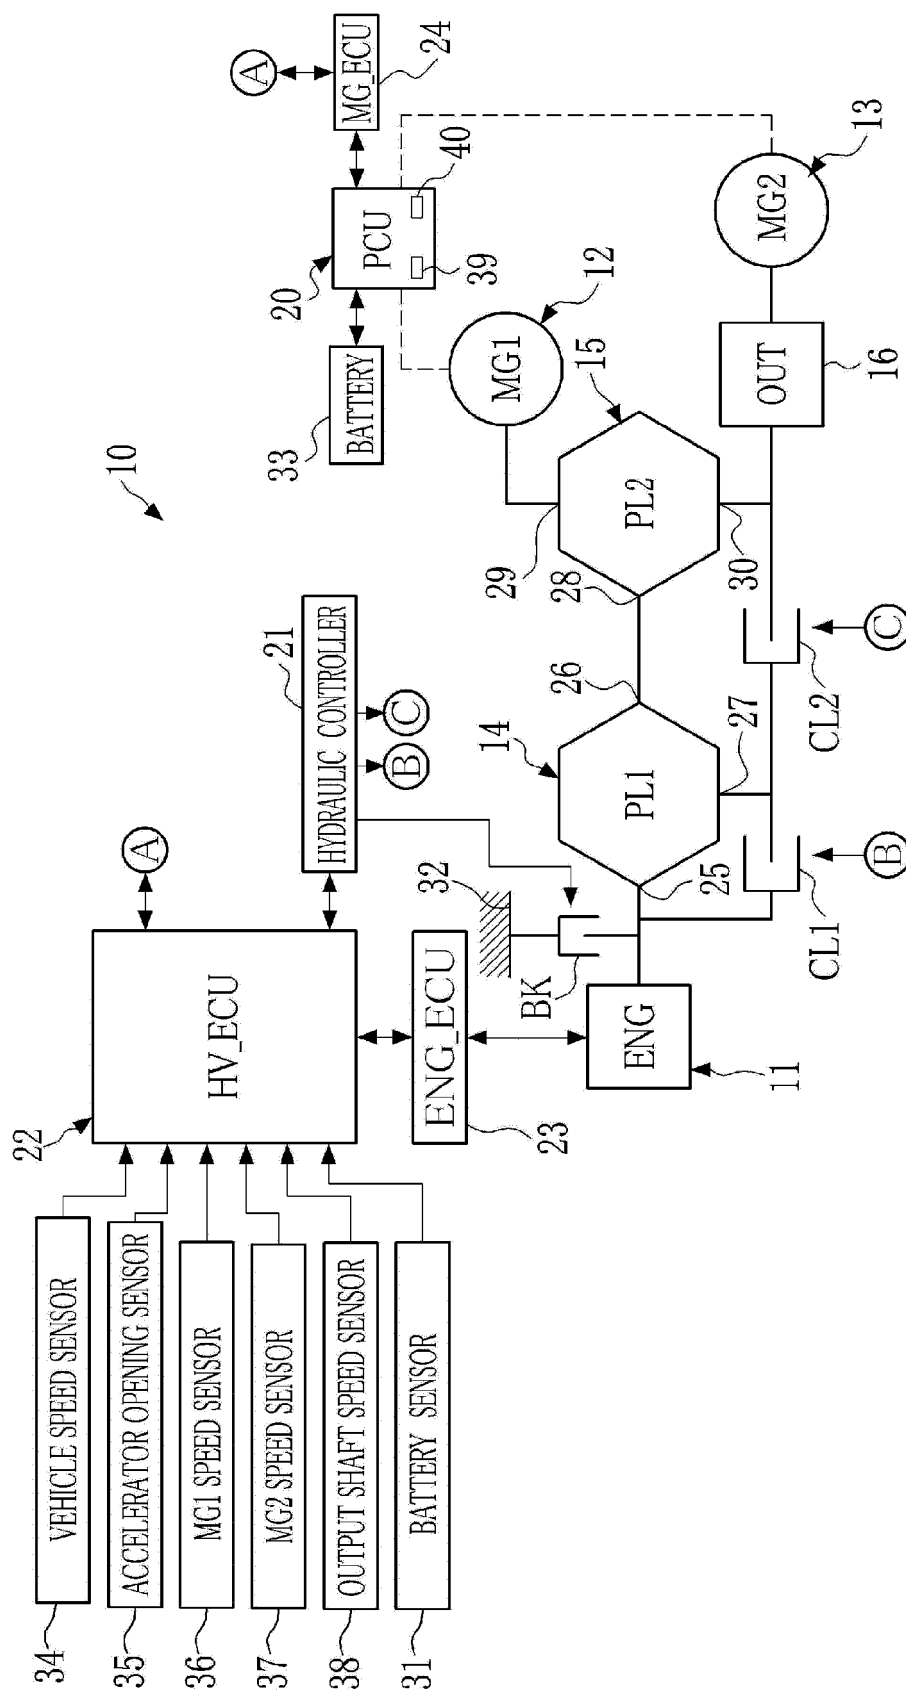 34
VEHICLE SPEED SENSOR
35
ACCELERATOR OPENING SENSOR
36
MG1 SPEED SENSOR
37
MG2 SPEED SENSOR
38
OUTPUT SHAFT SPEED SENSOR
31
BATTERY SENSOR
22
HV_ECU
A
21
HYDRAULIC CONTROLLER
B
C
ENG_ECU
23
32
BK
ENG
11
25
14
PL1
26
27
CL1
B
CL2
C
28
29
30
15
PL2
10
33
BATTERY
20
PCU
39
40
MG_ECU
24
A
MG1
12
OUT
16
MG2
13